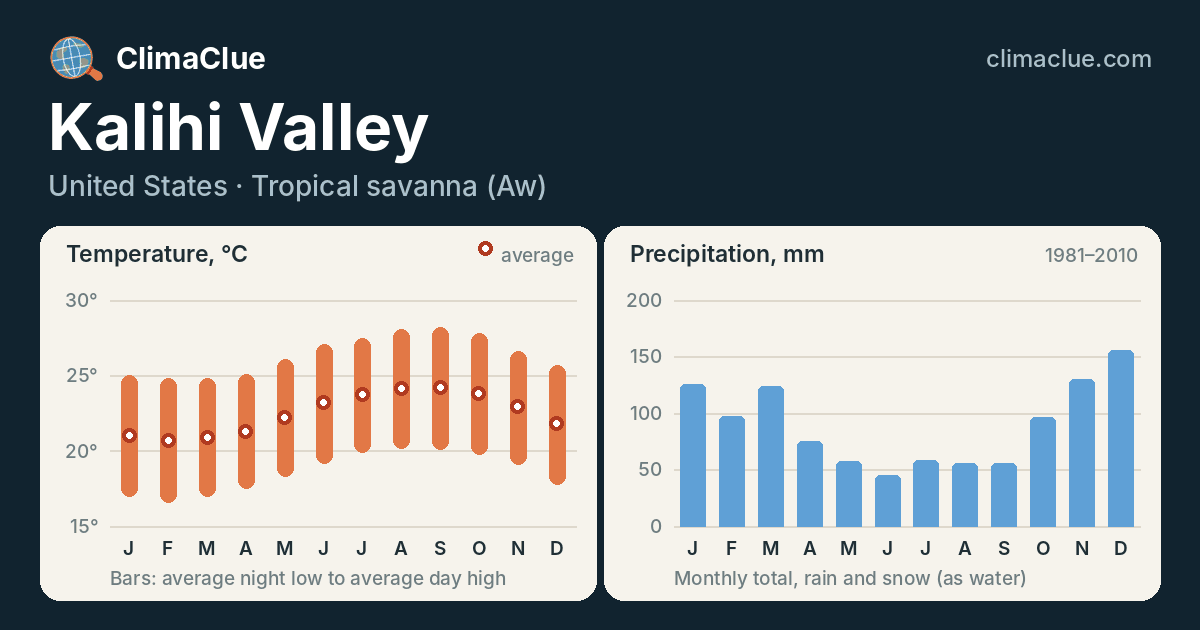 ClimaClue
climaclue.com
Kalihi Valley
United States · Tropical savanna (Aw)
Temperature, °C
average
30°
25°
20°
15°
J F M A M J J A S O N D
Bars: average night low to average day high
Precipitation, mm
1981–2010
200
150
100
50
0
J F M A M J J A S O N D
Monthly total, rain and snow (as water)